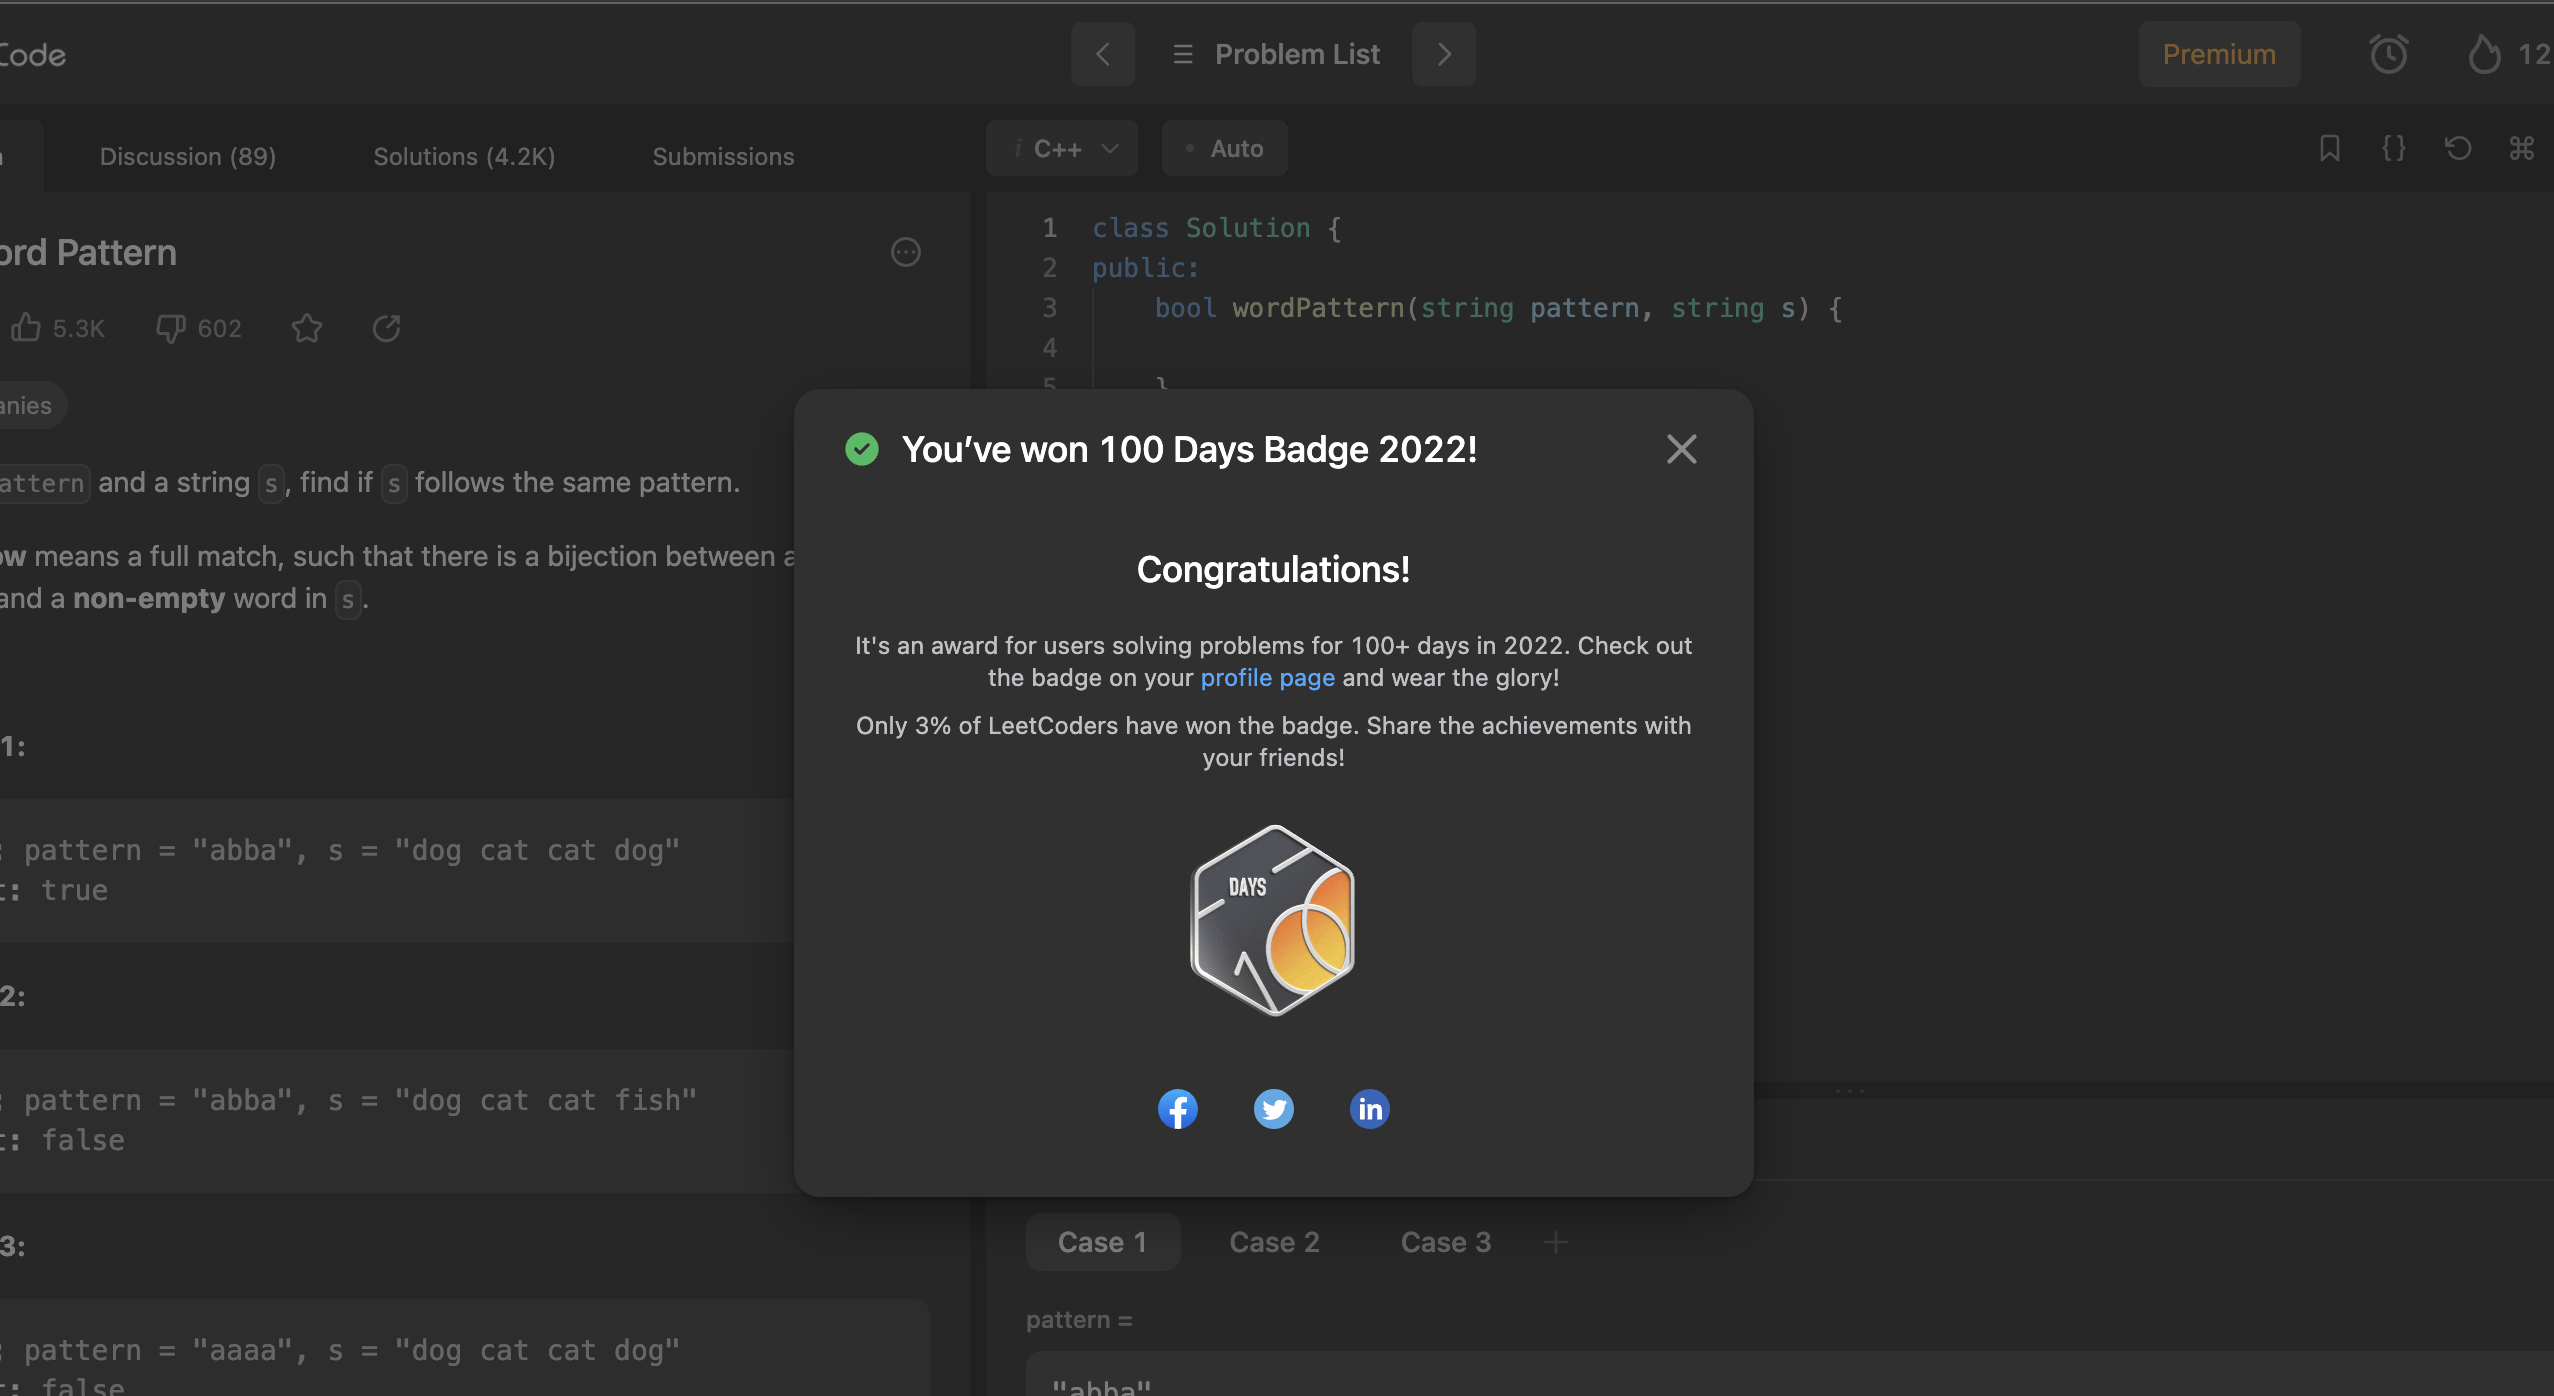 Code
Problem List
Premium
12
Discussion (89)
Solutions (4.2K)
Submissions
i C++
Auto
ord Pattern
5.3K
602
anies
attern and a string s, find if s follows the same pattern.
ow means a full match, such that there is a bijection between a
and a non-empty word in s.
1:
: pattern = "abba", s = "dog cat cat dog"
t: true
2:
: pattern = "abba", s = "dog cat cat fish"
t: false
3:
: pattern = "aaaa", s = "dog cat cat dog"
t: false
1 class Solution {
2 public:
3 bool wordPattern(string pattern, string s) {
4
5 }
You've won 100 Days Badge 2022!
Congratulations!
It's an award for users solving problems for 100+ days in 2022. Check out
the badge on your profile page and wear the glory!
Only 3% of LeetCoders have won the badge. Share the achievements with
your friends!
DAYS
Case 1
Case 2
Case 3
pattern =
"abba"